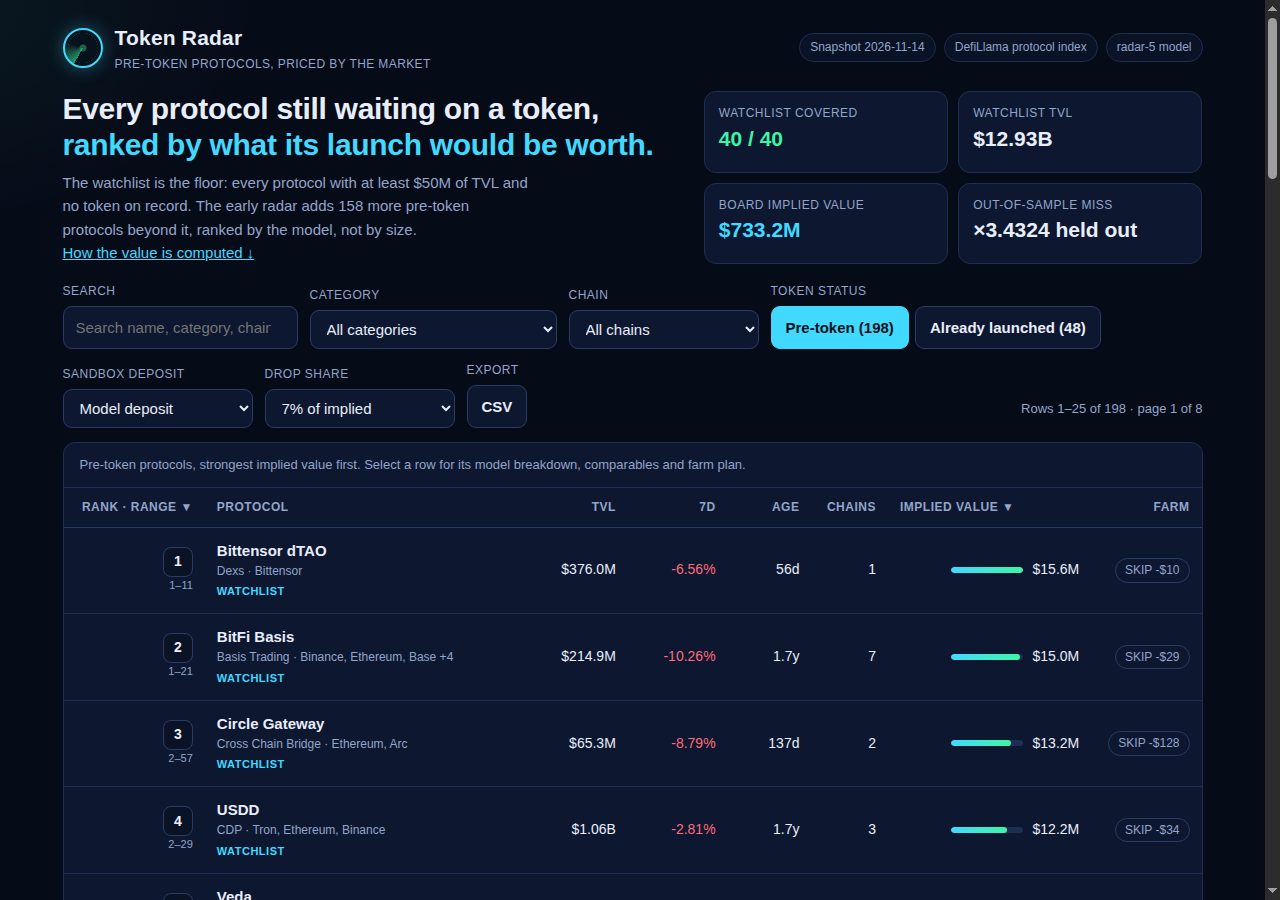 Token Radar
PRE-TOKEN PROTOCOLS, PRICED BY THE MARKET
Snapshot 2026-11-14
DefiLlama protocol index
radar-5 model
Every protocol still waiting on a token,
ranked by what its launch would be worth.
The watchlist is the floor: every protocol with at least $50M of TVL and
no token on record. The early radar adds 158 more pre-token
protocols beyond it, ranked by the model, not by size.
How the value is computed ↓
WATCHLIST COVERED
40 / 40
WATCHLIST TVL
$12.93B
BOARD IMPLIED VALUE
$733.2M
OUT-OF-SAMPLE MISS
×3.4324 held out
SEARCH
Search name, category, chair
CATEGORY
All categories
CHAIN
All chains
TOKEN STATUS
Pre-token (198)
Already launched (48)
SANDBOX DEPOSIT
Model deposit
DROP SHARE
7% of implied
EXPORT
CSV
Rows 1–25 of 198 · page 1 of 8
Pre-token protocols, strongest implied value first. Select a row for its model breakdown, comparables and farm plan.
RANK · RANGE ▼ PROTOCOL TVL 7D AGE CHAINS IMPLIED VALUE ▼ FARM
1
1–11
Bittensor dTAO
Dexs · Bittensor
WATCHLIST
$376.0M -6.56% 56d 1 $15.6M SKIP -$10
2
1–21
BitFi Basis
Basis Trading · Binance, Ethereum, Base +4
WATCHLIST
$214.9M -10.26% 1.7y 7 $15.0M SKIP -$29
3
2–57
Circle Gateway
Cross Chain Bridge · Ethereum, Arc
WATCHLIST
$65.3M -8.79% 137d 2 $13.2M SKIP -$128
4
2–29
USDD
CDP · Tron, Ethereum, Binance
WATCHLIST
$1.06B -2.81% 1.7y 3 $12.2M SKIP -$34
Veda